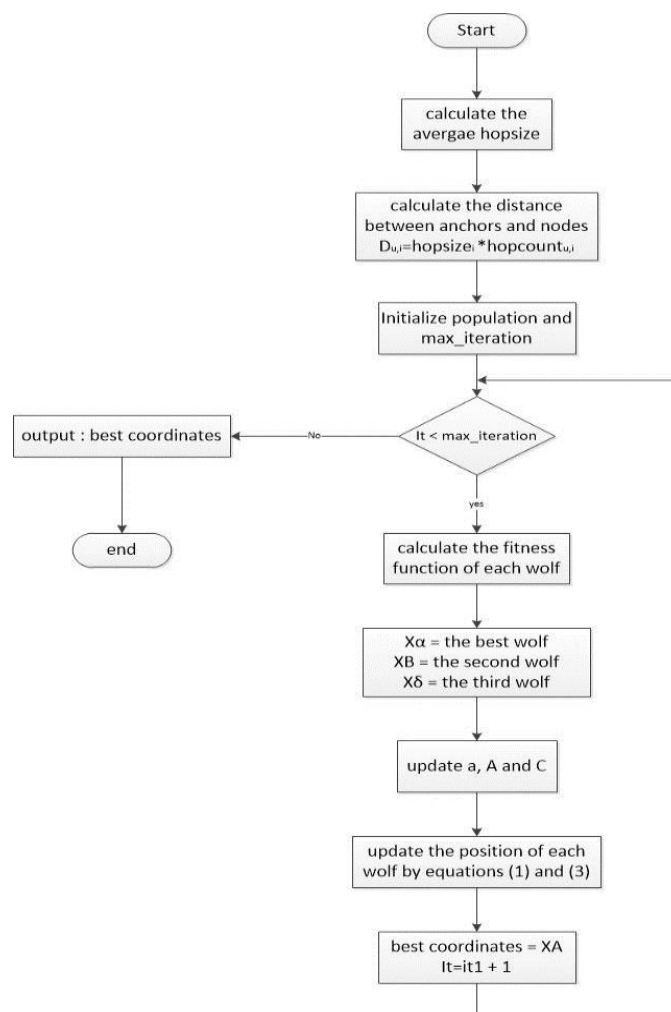 Start
calculate the
avergae hopsize
calculate the distance
between anchors and nodes
Du,i=hopsizei*hopcountu,i
Initialize population and
max_iteration
It < max_iteration
No
output : best coordinates
end
yes
calculate the fitness
function of each wolf
Xα = the best wolf
XB = the second wolf
Xδ = the third wolf
update a, A and C
update the position of each
wolf by equations (1) and (3)
best coordinates = XA
It=it1 + 1